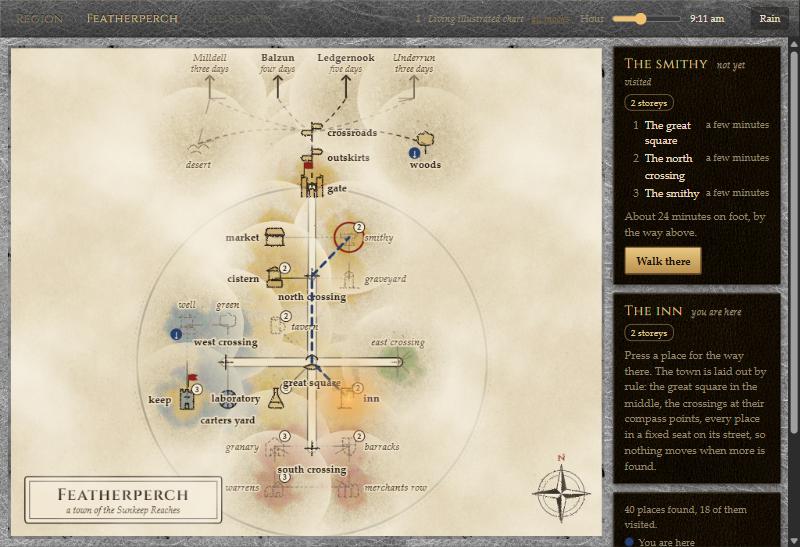 REGION FEATHERPERCH THE SEWERS
1 · Living illustrated chart · all modes Hour 9:11 am Rain
Milldell Balzun Ledgernook Underrun
three days four days five days three days
crossroads
desert outskirts woods
gate
market smithy
cistern graveyard
north crossing
well green
tavern
west crossing east crossing
great square
keep laboratory inn
carters yard
granary barracks
south crossing
warrens merchants row
N
FEATHERPERCH
a town of the Sunkeep Reaches
THE SMITHY not yet
visited
2 storeys
1 The great a few minutes
square
2 The north a few minutes
crossing
3 The smithy a few minutes
About 24 minutes on foot, by
the way above.
Walk there
THE INN you are here
2 storeys
Press a place for the way
there. The town is laid out by
rule: the great square in the
middle, the crossings at their
compass points, every place
in a fixed seat on its street, so
nothing moves when more is
found.
40 places found, 18 of them
visited.
You are here